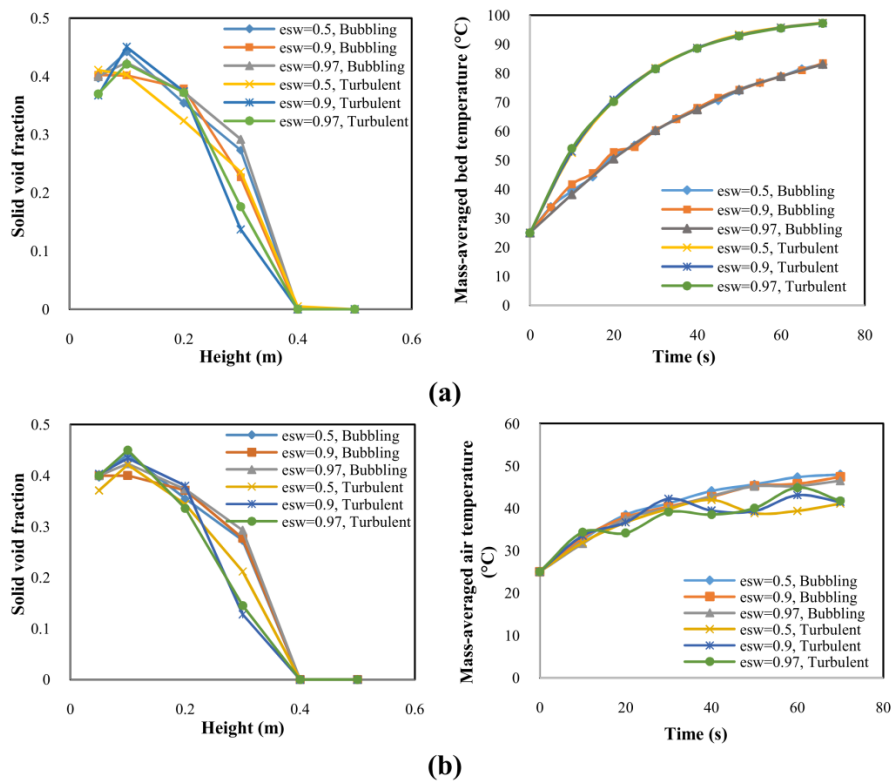 0.5
0.4
0.3
0.2
0.1
0
Solid void fraction
esw=0.5, Bubbling
esw=0.9, Bubbling
esw=0.97, Bubbling
esw=0.5, Turbulent
esw=0.9, Turbulent
esw=0.97, Turbulent
0 0.2 0.4 0.6
Height (m)
100
90
80
70
60
50
40
30
20
10
0
Mass-averaged bed temperature (°C)
esw=0.5, Bubbling
esw=0.9, Bubbling
esw=0.97, Bubbling
esw=0.5, Turbulent
esw=0.9, Turbulent
esw=0.97, Turbulent
0 20 40 60 80
Time (s)
(a)
0.5
0.4
0.3
0.2
0.1
0
Solid void fraction
esw=0.5, Bubbling
esw=0.9, Bubbling
esw=0.97, Bubbling
esw=0.5, Turbulent
esw=0.9, Turbulent
esw=0.97, Turbulent
0 0.2 0.4 0.6
Height (m)
60
50
40
30
20
10
0
Mass-averaged air temperature
(°C)
esw=0.5, Bubbling
esw=0.9, Bubbling
esw=0.97, Bubbling
esw=0.5, Turbulent
esw=0.9, Turbulent
esw=0.97, Turbulent
0 20 40 60 80
Time (s)
(b)